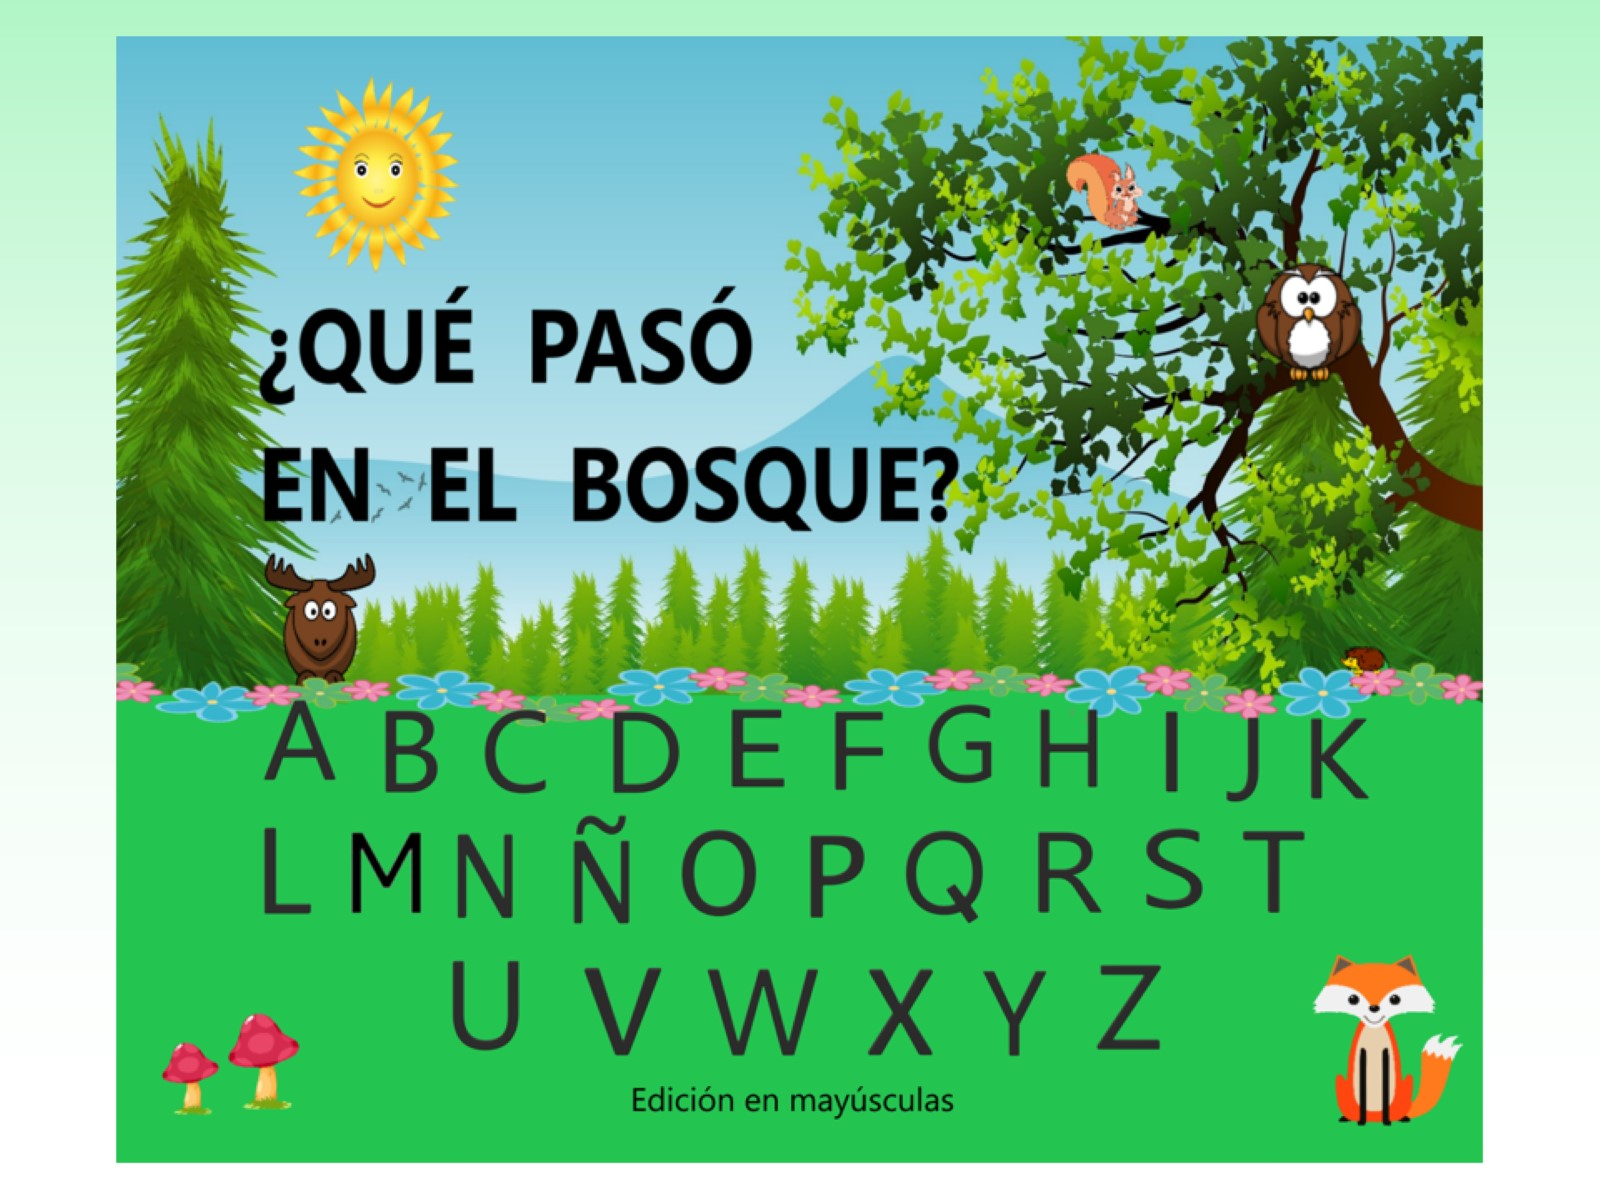 ¿QUÉ PASÓ
EN EL BOSQUE?
A B C D E F G H I J K
L M N Ñ O P Q R S T
U V W X Y Z
Edición en mayúsculas